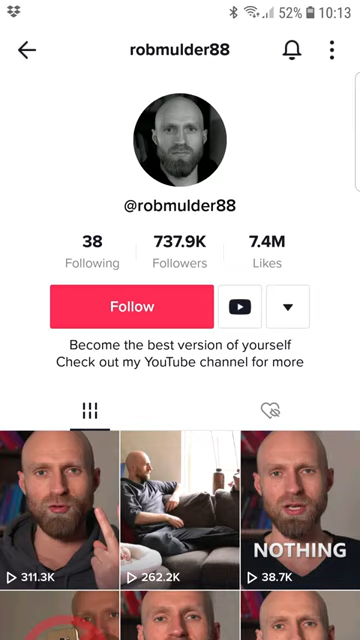 52% 10:13
robmulder88
@robmulder88
38 737.9K 7.4M
Following Followers Likes
Follow
Become the best version of yourself
Check out my YouTube channel for more
NOTHING
311.3K 262.2K 38.7K